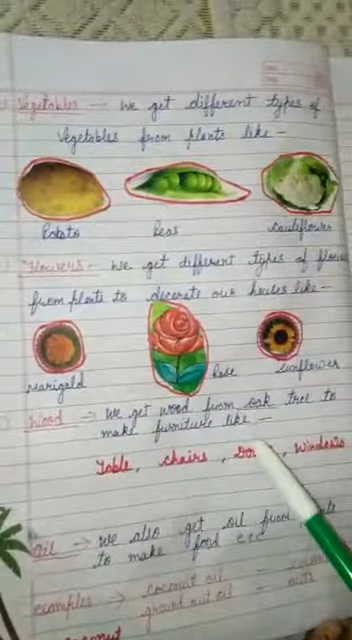 Vegetables - we get different types of
Vegetables from plants like -
Potato Peas Cauliflower
Flowers - we get different types of
from plants to decorate our houses like -
Marigold Rose Sunflower
Wood -> we get wood from oak tree to
make furniture like -
Table, chairs, Windows
Oil -> we also get oil from
to make food etc
examples -> coconut oil -
ground nut oil - nuts